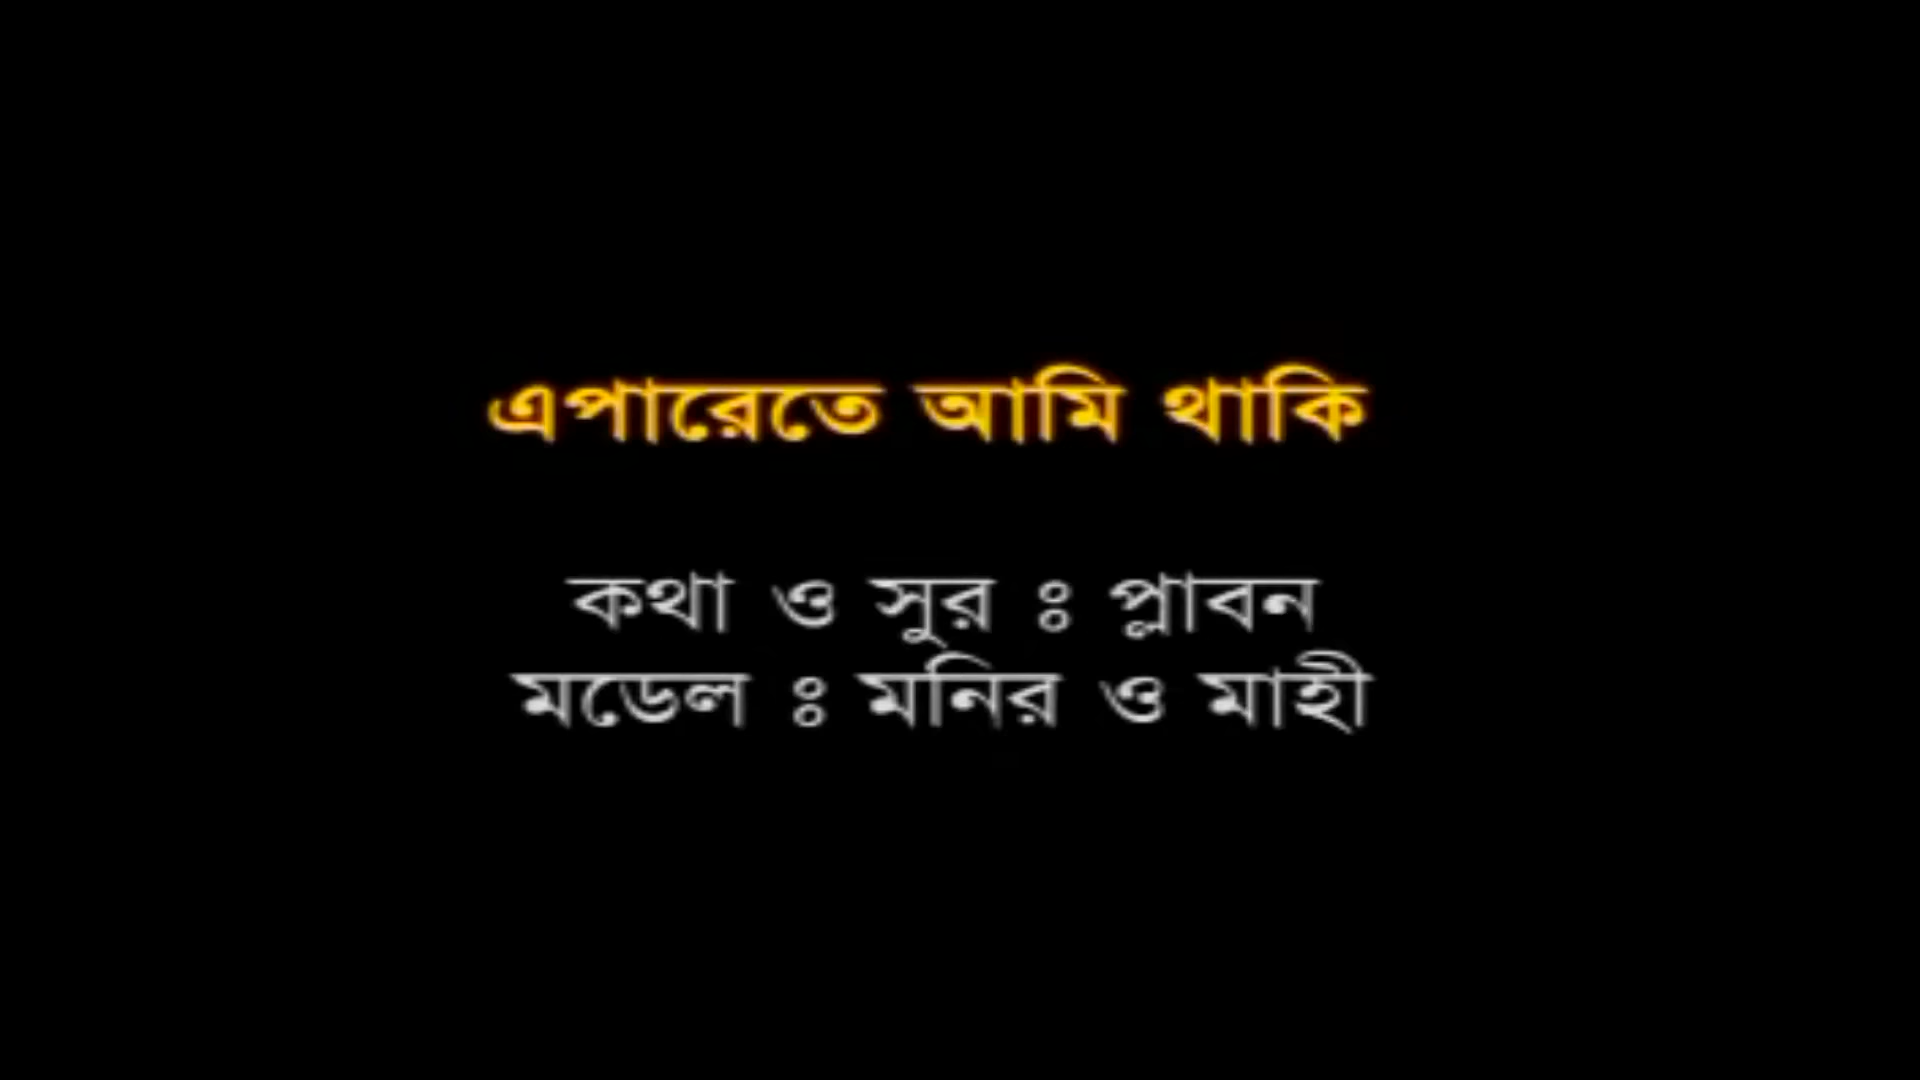 এপারেতে আমি থাকি
কথা ও সুর ঃ প্লাবন
মডেল ঃ মনির ও মাহী